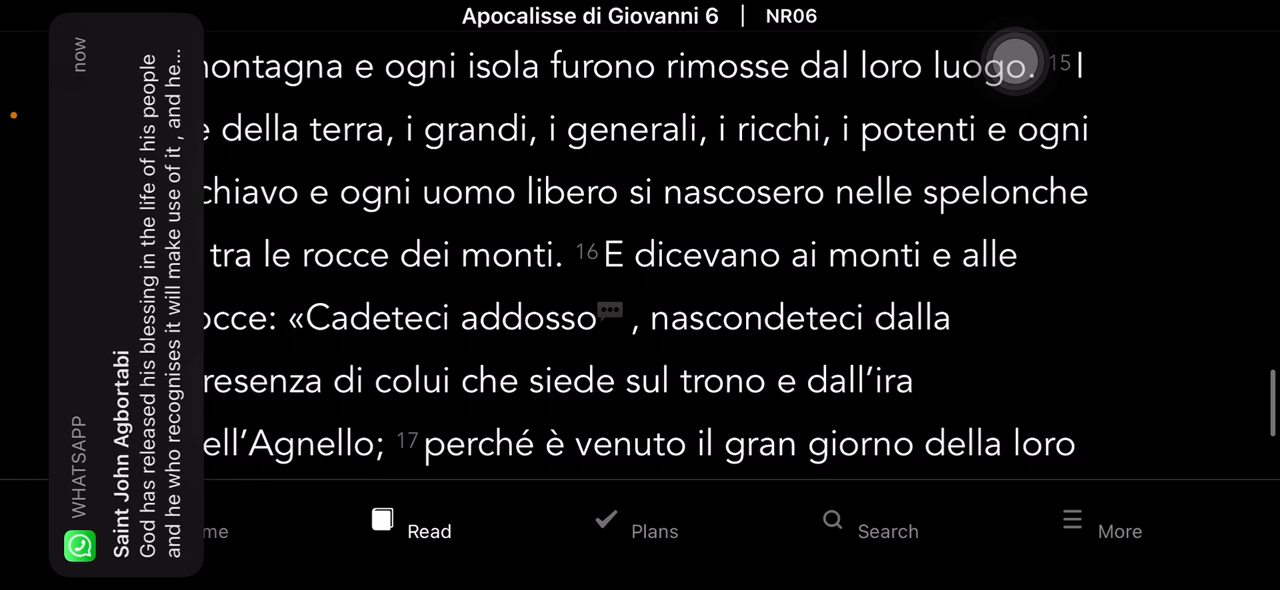 Apocalisse di Giovanni 6 | NR06
ontagna e ogni isola furono rimosse dal loro luogo. 15 I
e della terra, i grandi, i generali, i ricchi, i potenti e ogni
chiavo e ogni uomo libero si nascosero nelle spelonche
tra le rocce dei monti. 16 E dicevano ai monti e alle
occe: «Cadeteci addosso , nascondeteci dalla
resenza di colui che siede sul trono e dall’ira
ell’Agnello; 17 perché è venuto il gran giorno della loro
WHATSAPP now
Saint John Agbortabi
God has released his blessing in the life of his people
and he who recognises it will make use of it , and he...
me Read Plans Search More